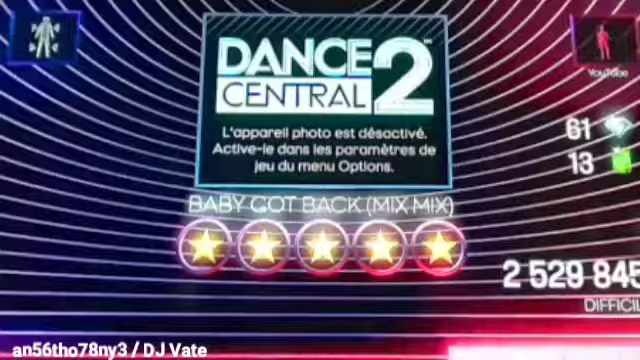 DANCE
CENTRAL 2
L'appareil photo est désactivé.
Active-le dans les paramètres de
jeu du menu Options.
YouTube
61
13
BABY GOT BACK (MIX MIX)
2 529 845
DIFFICIL
an56tho78ny3 / DJ Vate